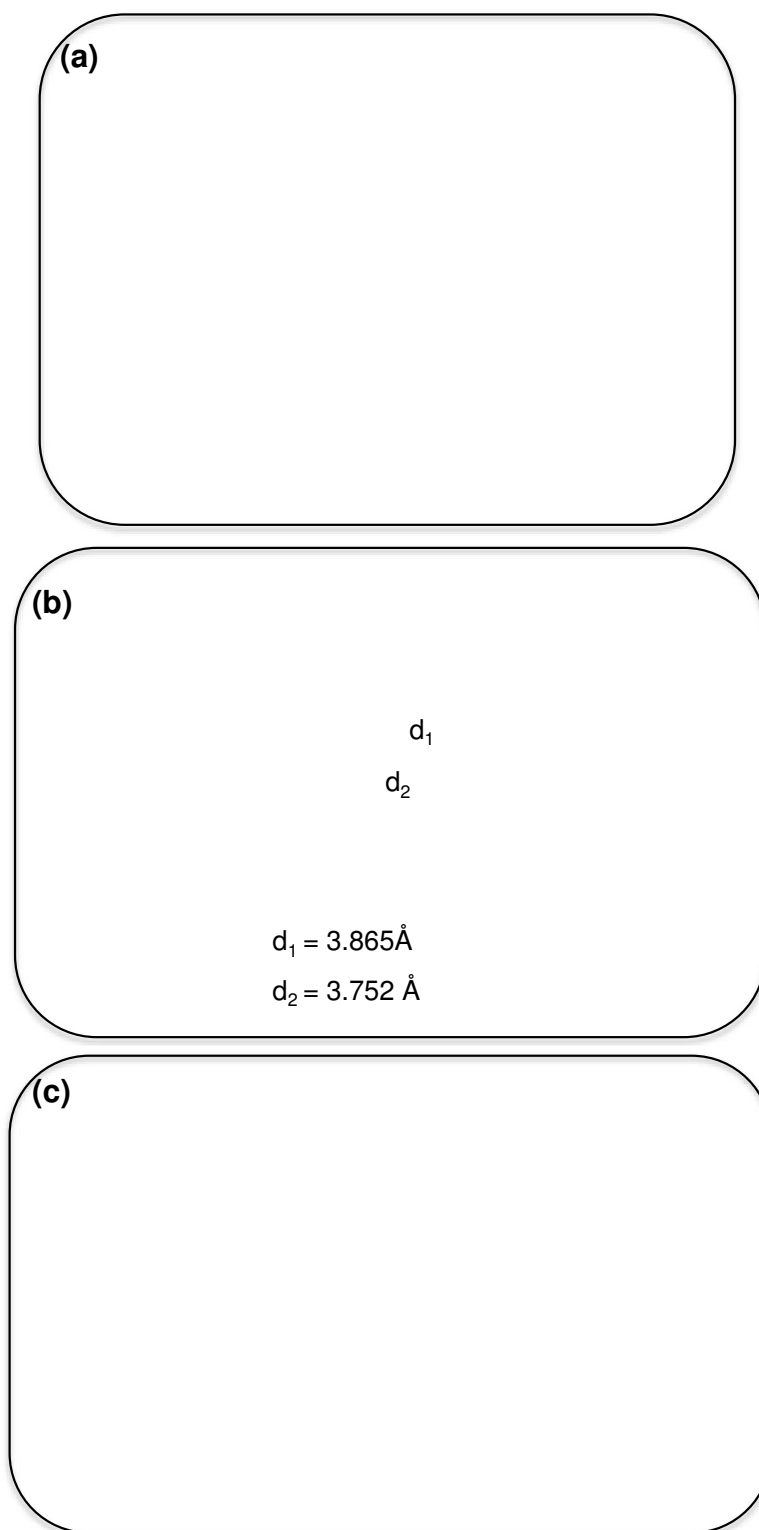 (a)
(b)
d₁
d₂
d₁ = 3.865Å
d₂ = 3.752 Å
(c)